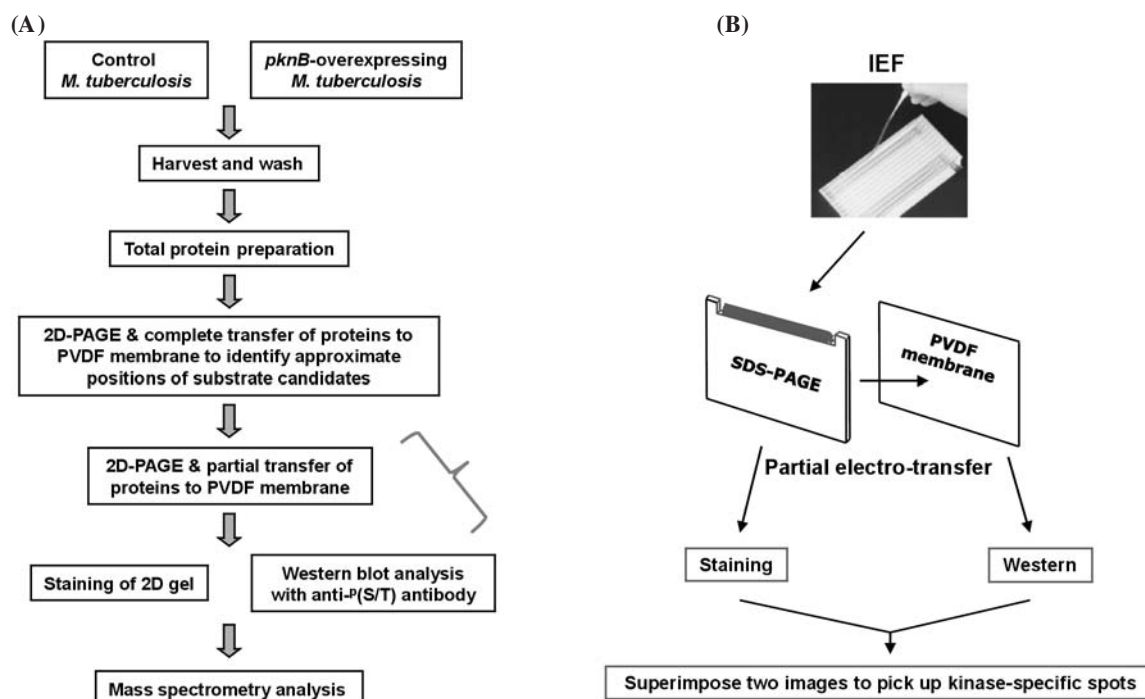 (A)
Control
M. tuberculosis
pknB-overexpressing
M. tuberculosis
Harvest and wash
Total protein preparation
2D-PAGE & complete transfer of proteins to
PVDF membrane to identify approximate
positions of substrate candidates
2D-PAGE & partial transfer of
proteins to PVDF membrane
Staining of 2D gel
Western blot analysis
with anti-ᵖ(S/T) antibody
Mass spectrometry analysis
(B)
IEF
SDS-PAGE
PVDF
membrane
Partial electro-transfer
Staining
Western
Superimpose two images to pick up kinase-specific spots